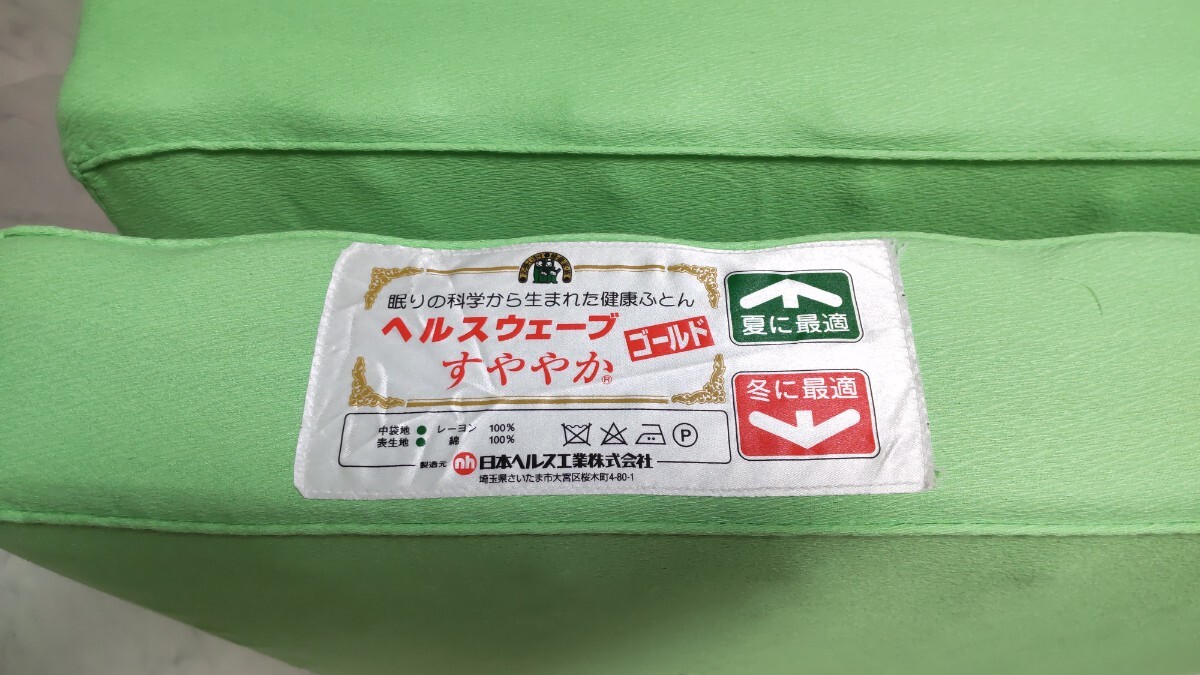 眠りの科学から生まれた健康ふとん
ヘルスウェーブ
ゴールド
すややか®
夏に最適
冬に最適
中袋地 ● レーヨン 100%
表生地 ● 綿 100%
P
製造元 nh 日本ヘルス工業株式会社
埼玉県さいたま市大宮区桜木町4-80-1